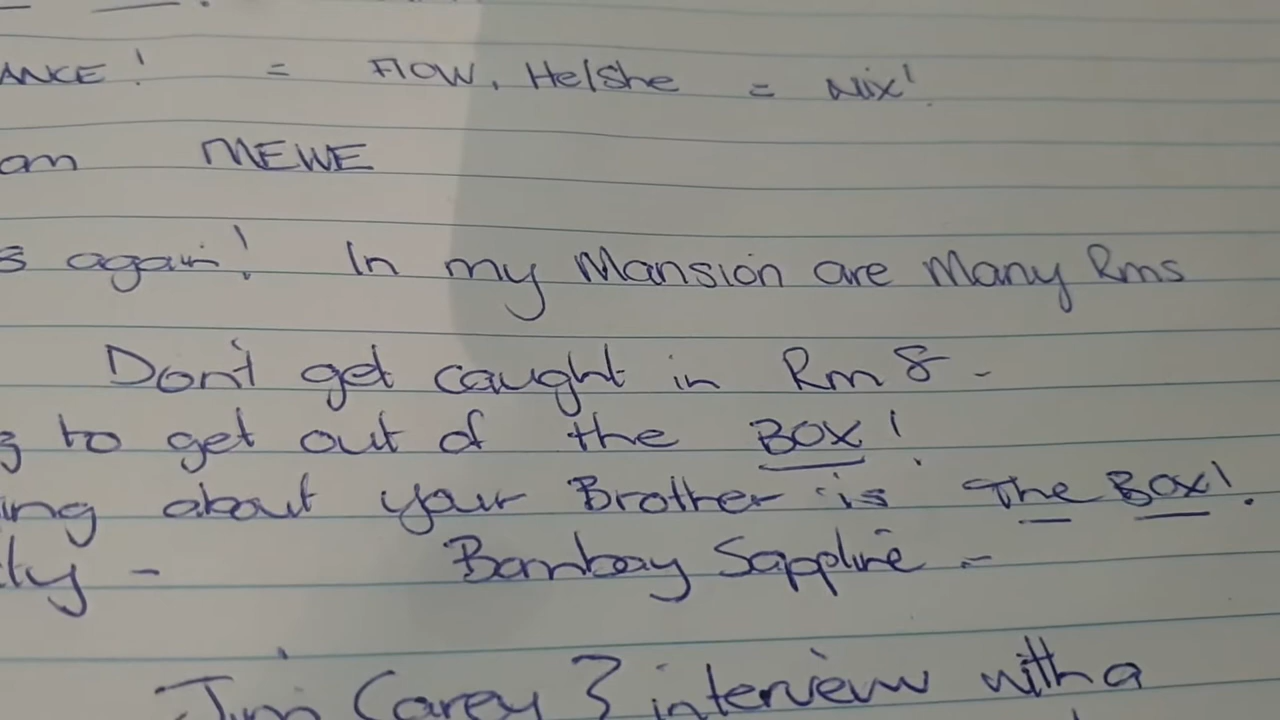 ANCE! = FlOW, He/She = Nix!
am MEWE
s again! In my Mansion are Many Rms
Don't get caught in Rm 8 -
g to get out of the BOX!
ing about your Brother is The Box!.
ly - Bombay Sapphire -
Jim Carey 3 interview with a